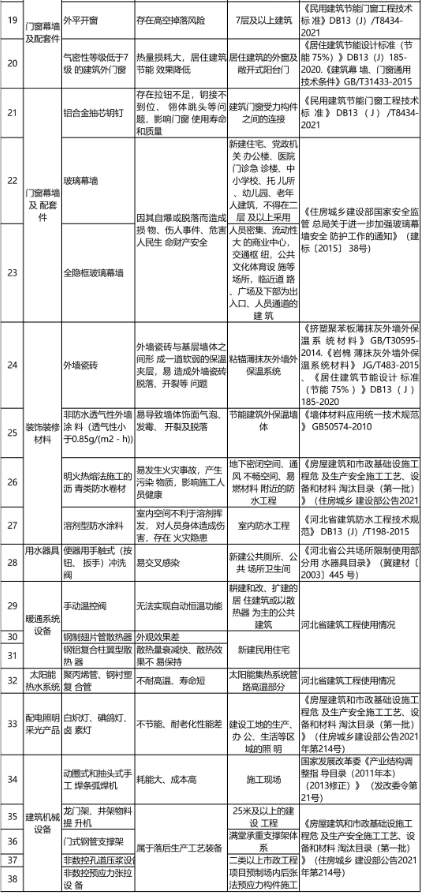 门窗幕墙及配套件
19
外平开窗
存在高空掉落风险
7层及以上建筑
《民用建筑节能门窗工程技术标
准》DB13（J）/T8434-
2021
20
气密性等级低于7
级 的建筑外门窗
热量损耗大，居住建筑
节能 效果降低
居住建筑的外窗及
敞开式阳台门
《居住建筑节能设计标准（节
能 75%）》DB13（J）185-
2020.《建筑幕 墙、门窗通用
技术条件》GB/T31433-2015
门窗幕墙
及 配套
件
21
铝合金抽芯铆钉
存在拉铆不足，铆接不
到位、翎体跳头等问
题，影响门窗 使用寿命
和质量
建筑门窗受力构件
之间的连接
《民用建筑节能门窗工程技术
标 准》DB（J）/T8434-
2021
22
玻璃幕墙
因其自爆或脱落而造成
损 物、伤人事件、危害
人民生 命财产安全
新建住宅、党政机
关 办公楼、医院
门诊急 诊楼、中
小学校、托 儿所
、幼儿园、老年
人建筑，不得在二
层 及以上采用
《住房城乡建设部国家安全监
管 总局关于进一步加强玻璃幕
墙安全 防护工作的通知》（建
标〔2015〕38号)
23
全隐框玻璃幕墙
人员密集、流动性
大 的商业中心，
交通枢 纽，公共
文化体育设 施等
场所，临近道 路
、广场及下部为出
入口、人员通道的
建 筑
装饰装修
材料
24
外墙瓷砖
外墙瓷砖与基层墙体之
间形 成一道软弱的保温
夹层，易 造成外墙瓷砖
脱落、开裂等 问题
粘锚薄抹灰外墙外
保温系统
《挤塑聚苯板薄抹灰外墙外保
温系 统材料》GB/T30595-
2014.《岩棉 薄抹灰外墙外保
温系统材料》 JG/T483-2015
、《居住建筑节能设计 标准
（节能 75% ）》DB13（J）
185-2020
25
非防水透气性外墙
涂 料（透气性小
于0.85g/(m2・h))
易导致墙体饰面气泡、
发霉、 开裂及脱落
节能建筑外保温墙
体
《墙体材料应用统一技术规范
》 GB50574-2010
26
明火热熔法施工的
沥 青类防水卷材
易发生火灾事故，产生
污染 物质，影响施工人
员健康
地下密闭空间、通
风 不畅空间、易
燃材料 附近的防
水工程
《房屋建筑和市政基础设施工
程危 及生产安全施工工艺、设
备和材料 淘汰目录（第一批）
》（住房城乡 建设部公告2021
27
溶剂型防水涂料
室内空间不利于溶剂挥
发， 对人员身体造成伤
害，存在 火灾隐患
室内防水工程
《河北省建筑防水工程技术规
范》 DB13（J）/T198-2015
用水器具
28
便器用手触式（按
钮、扳手）冲洗
阀
易交叉感染
新建公共厕所、公
共 场所卫生间
《河北省公共场所限制使用部
分用 水器具目录》（冀建材〔
2003〕445 号）
暖通系统
设备
29
手动温控阀
无法实现自动恒温功能
耕建和改、扩建的
居 住建筑或以散
热器 为主的公共
建筑
河北省建筑工程使用情况
30
钢制翅片管散热器
外观效果差
新建民用住宅
31
钢铝复合柱翼型散
热 器
散热量衰减快、散热效
果不 易保持
太阳能
热水系统
32
聚丙烯管、钢衬塑
复 合管
不耐高温、寿命短
太阳能集热系统管
路高温部分
河北省建筑工程使用情况
配电照明
采光产品
33
白炽灯、碘鸽灯、
卤 素灯
不节能、耐老化性能差
建设工地的生产、
办 公、生活等区
域的照 明
《房屋建筑和市政基础设施工
程危 及生产安全施工工艺、设
备和材料 淘汰目录（第一批）
》（住房城乡 建设部公告2021
年第214号）
建筑机械
设备
34
动圈式和抽头式手
工 焊条弧焊机
耗能大、成本高
施工现场
国家发展改革委《产业结构
调整指 导目录（2011年本）
（2013修正）》（发改委令第
21号）
35
龙门架、井架物料
提 升机
属于落后生产工艺装备
25米及以上的建
设 工程
《房屋建筑和市政基础设施工
程危 及生产安全施工工艺、设
备和材料 淘汰目录（第一批）
》（住房城乡 建设部公告2021
年第214号）
36
门式钢管支撑架
满堂承重支撑架体
系
37
非数控孔道压浆设备
二类以上市政工程
38
非数控预应力张拉
设 备
项目预制场内后张
法预应力构件施工